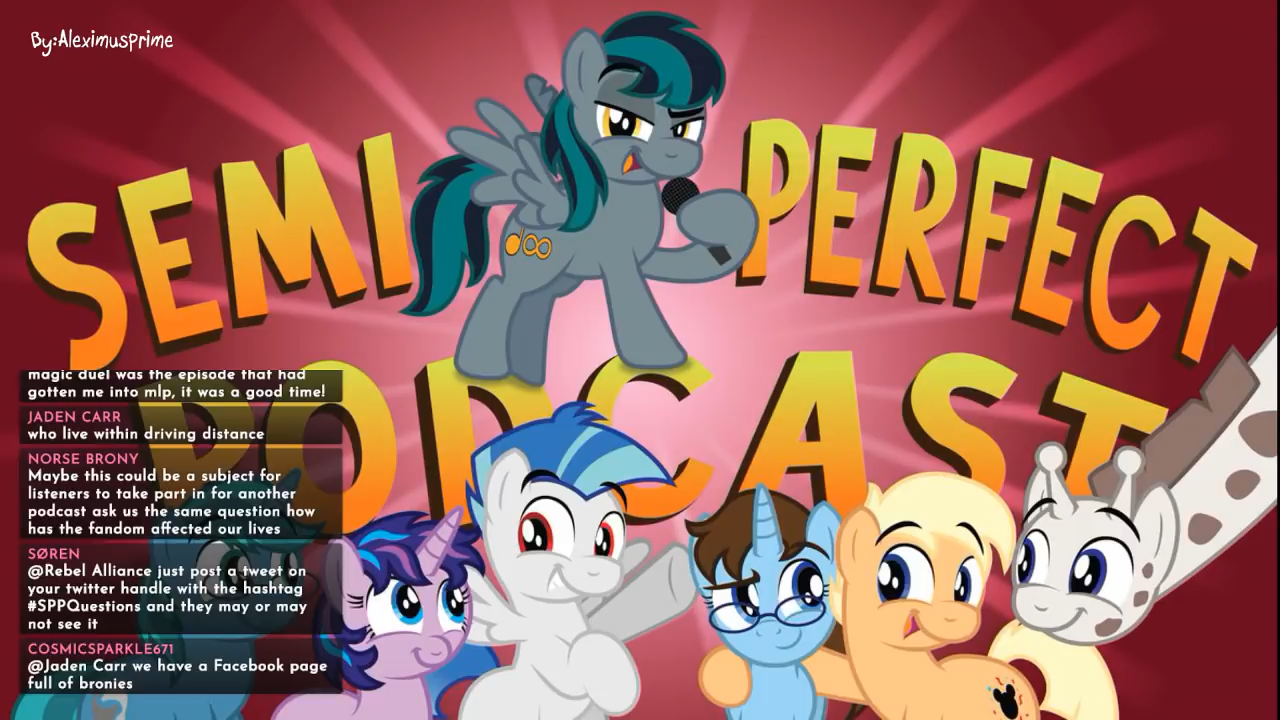 By:Aleximusprime
SEMI PERFECT
PODCAST
magic duel was the episode that had
gotten me into mlp, it was a good time!
JADEN CARR
who live within driving distance
NORSE BRONY
Maybe this could be a subject for
listeners to take part in for another
podcast ask us the same question how
has the fandom affected our lives
SØREN
@Rebel Alliance just post a tweet on
your twitter handle with the hashtag
#SPPQuestions and they may or may
not see it
COSMICSPARKLE671
@Jaden Carr we have a Facebook page
full of bronies